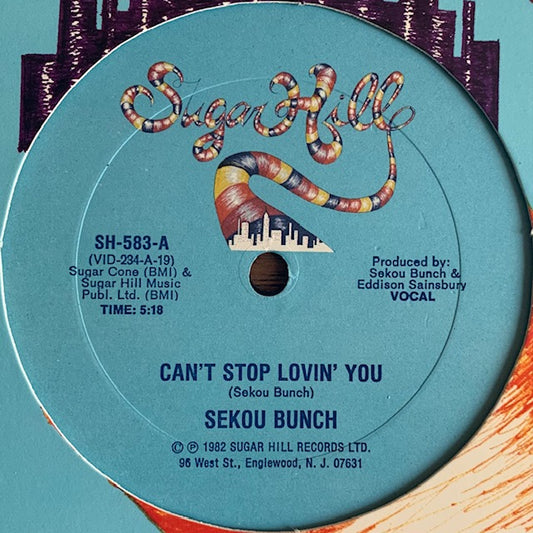 Sugar Hill
SH-583-A
(VID-234-A-19)
Sugar Cone (BMI) &
Sugar Hill Music
Publ. Ltd. (BMI)
TIME: 5:18
Produced by:
Sekou Bunch &
Eddison Sainsbury
VOCAL
CAN'T STOP LOVIN' YOU
(Sekou Bunch)
SEKOU BUNCH
© ℗ 1982 SUGAR HILL RECORDS LTD.
96 West St., Englewood, N. J. 07631